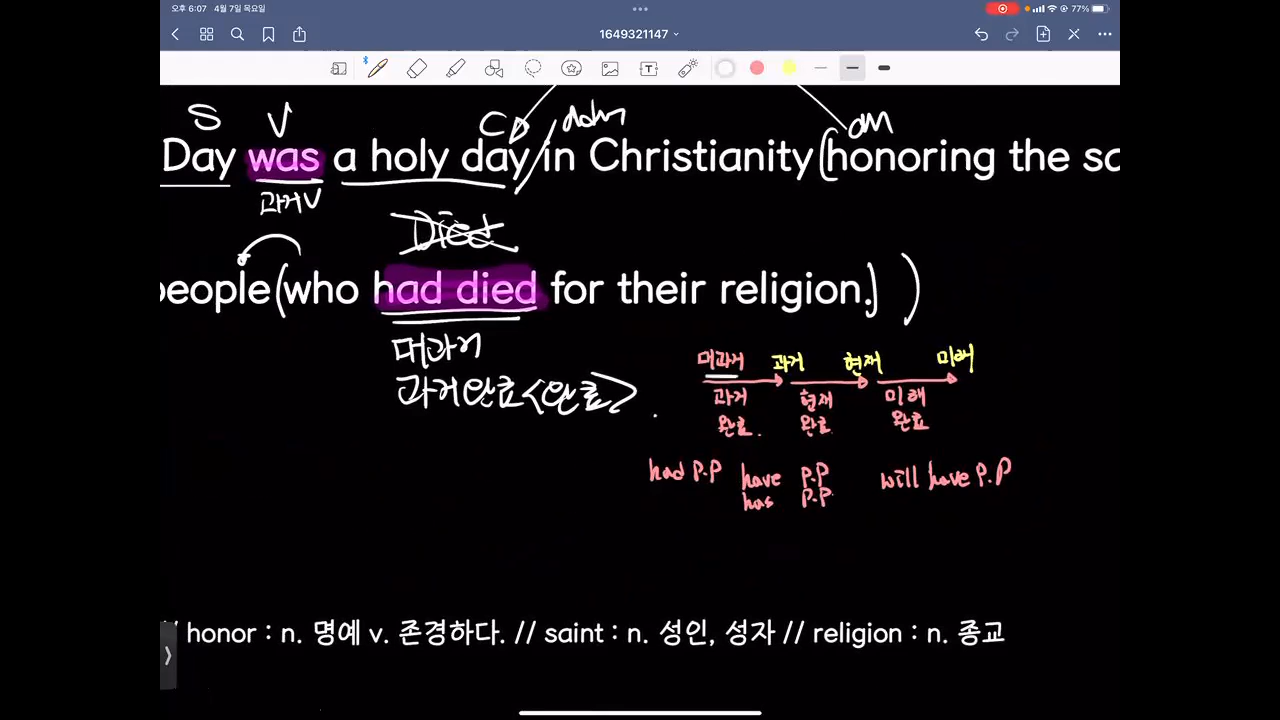 오후 6:07 4월 7일 목요일
77%
1649321147
S V
Day was a holy day in Christianity (honoring the sa
과거V
Died
people (who had died for their religion.) )
대과거
과거완료<완료>
대과거 과거 현재 미래
과거 현재 미래
완료 완료 완료
had P.P have P.P will have P.P
has P.P
// honor : n. 명예 v. 존경하다. // saint : n. 성인, 성자 // religion : n. 종교